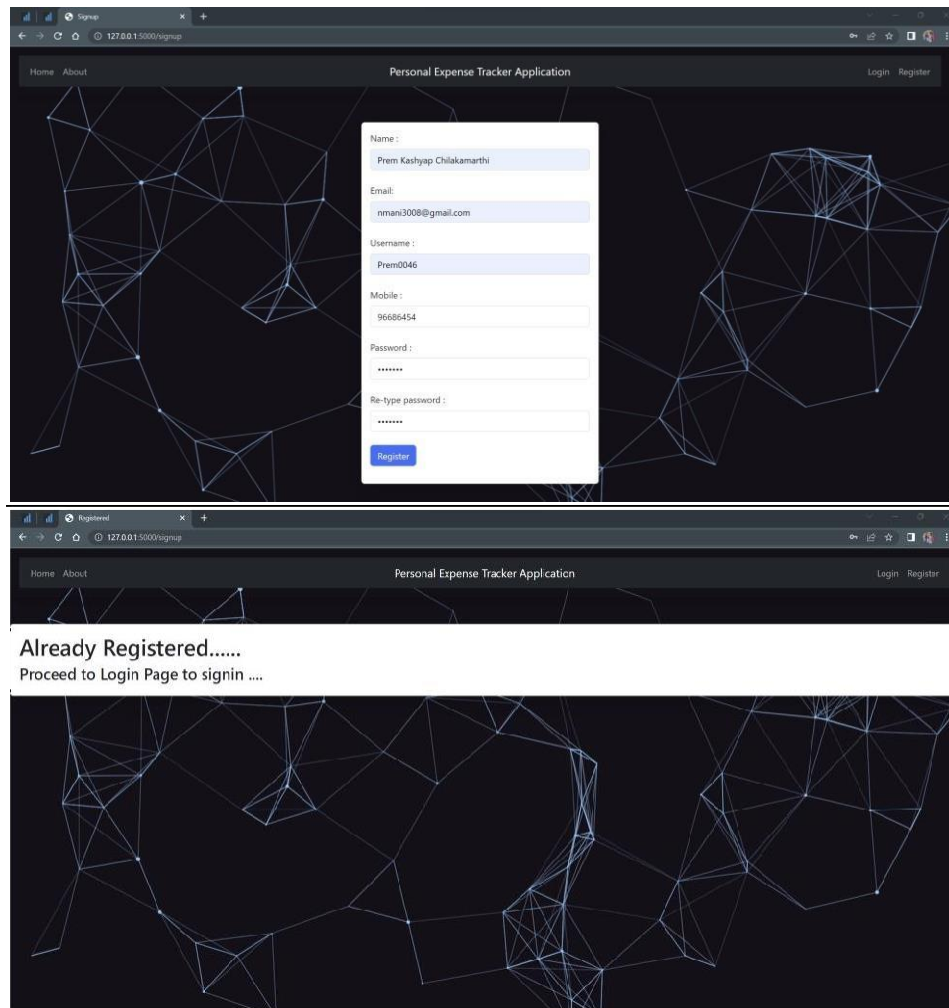 Signup
127.0.0.1:5000/signup
Home About Personal Expense Tracker Application Login Register
Name :
Prem Kashyap Chilakamarthi
Email:
nmani3008@gmail.com
Username :
Prem0046
Mobile :
96686454
Password :
•••••••
Re-type password :
•••••••
Register
Registered
127.0.0.1:5000/signup
Home About Personal Expense Tracker Application Login Register
Already Registered......
Proceed to Login Page to signin ....